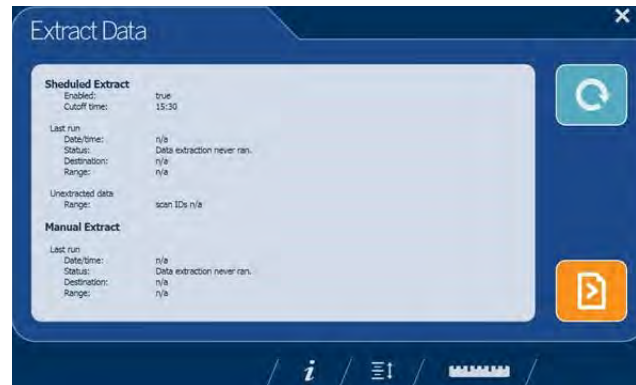 Extract Data
Sheduled Extract
Enabled: true
Cutoff time: 15:30
Last run
Date/time: n/a
Status: Data extraction never ran.
Destination: n/a
Range: n/a
Unextracted data
Range: scan IDs n/a
Manual Extract
Last run
Date/time: n/a
Status: Data extraction never ran.
Destination: n/a
Range: n/a